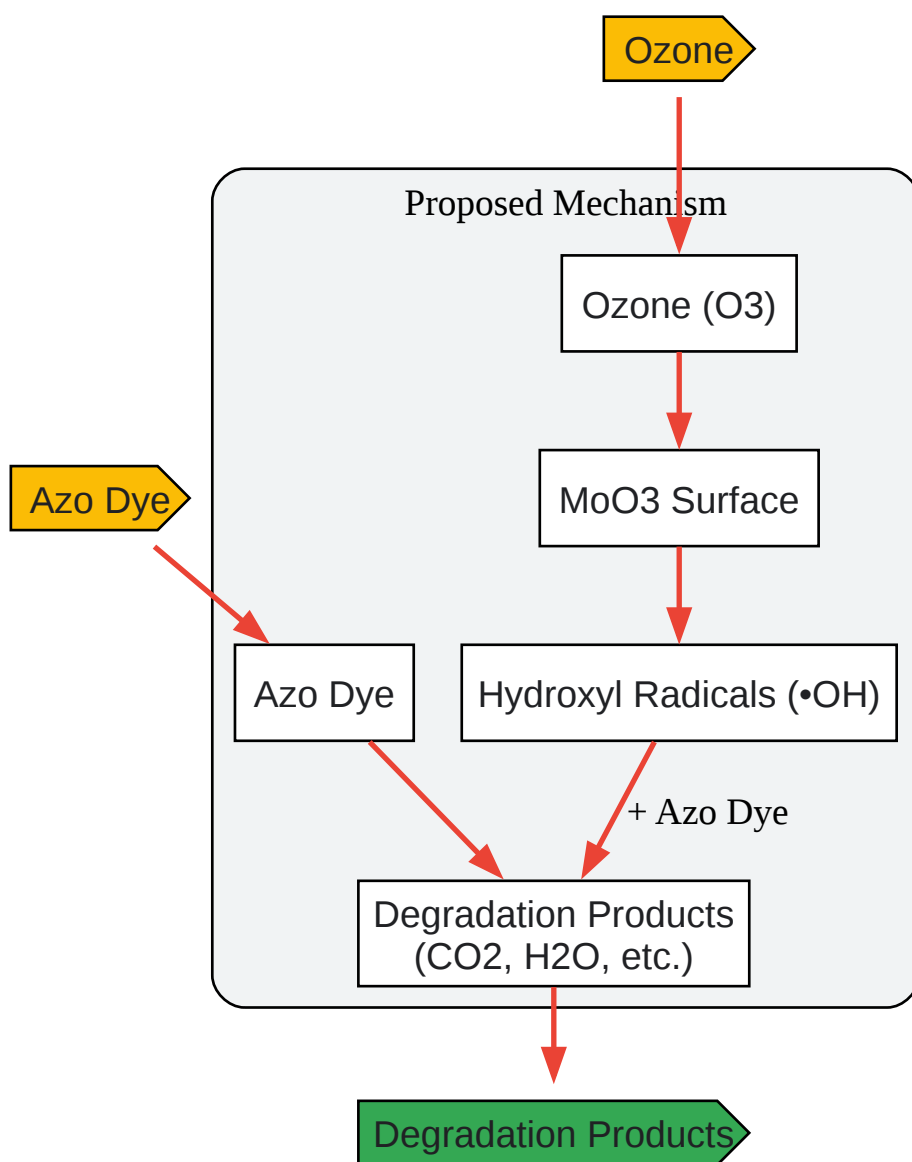 Ozone
Proposed Mechanism
Ozone (O3)
MoO3 Surface
Azo Dye
Azo Dye
Hydroxyl Radicals (•OH)
+ Azo Dye
Degradation Products
(CO2, H2O, etc.)
Degradation Products